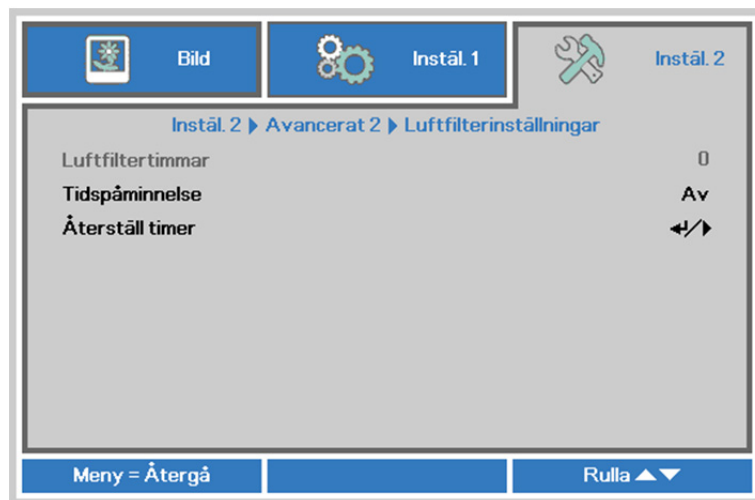 Bild
Instäl. 1
Instäl. 2
Instäl. 2 ▶ Avancerat 2 ▶ Luftfilterinställningar
Luftfiltertimmar 0
Tidspåminnelse Av
Återställ timer ↵/▶
Meny = Återgå
Rulla ▲▼